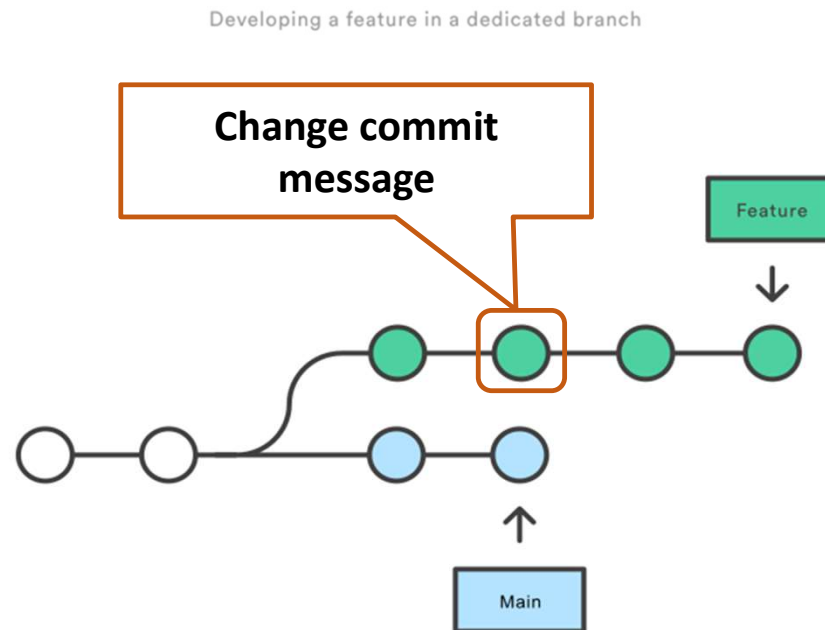 Developing a feature in a dedicated branch
Change commit
message
Feature
Main